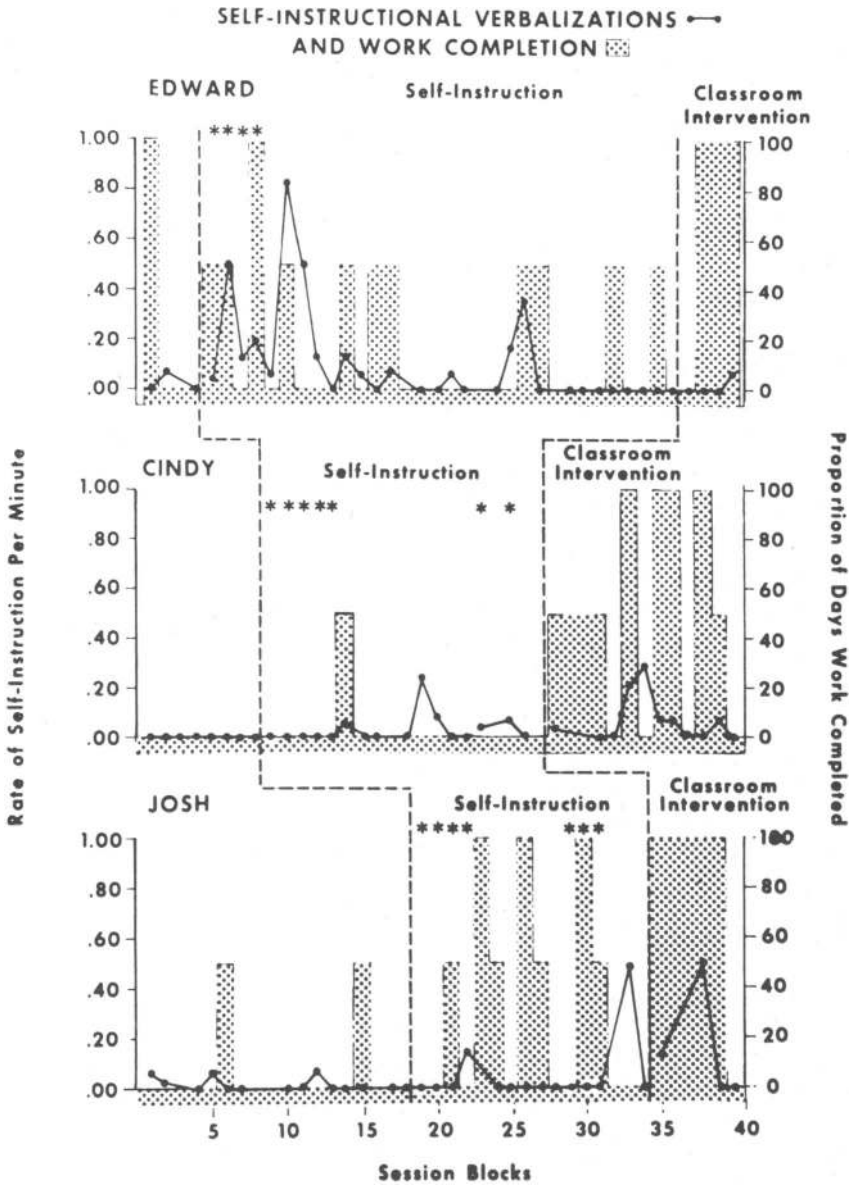 SELF-INSTRUCTIONAL VERBALIZATIONS
AND WORK COMPLETION
EDWARD
Self-Instruction
Classroom
Intervention
****
1.00
.80
.60
.40
.20
.00
100
80
60
40
20
0
CINDY
Self-Instruction
Classroom
Intervention
*****
*
*
1.00
.80
.60
.40
.20
.00
100
80
60
40
20
0
JOSH
Self-Instruction
Classroom
Intervention
****
***
1.00
.80
.60
.40
.20
.00
100
80
60
40
20
0
5
10
15
20
25
30
35
40
Session Blocks
Rate of Self-Instruction Per Minute
Proportion of Days Work Completed